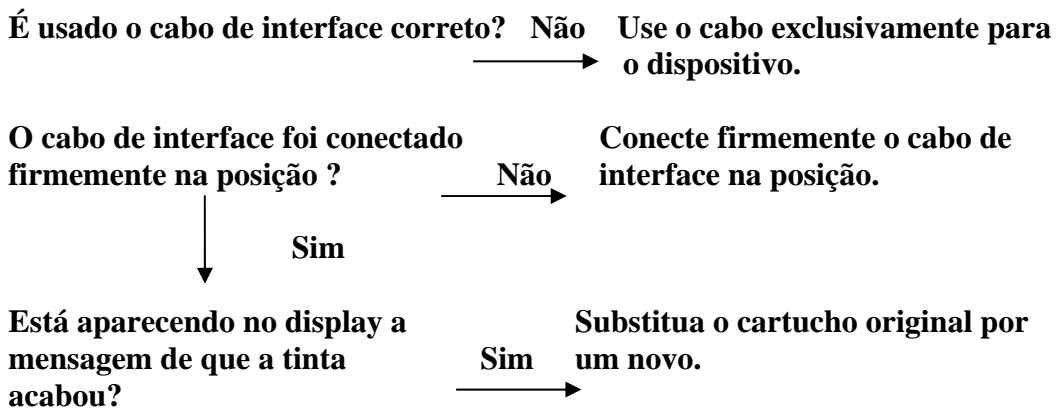 É usado o cabo de interface correto? Não Use o cabo exclusivamente para
o dispositivo.
O cabo de interface foi conectado Conecte firmemente o cabo de
firmemente na posição ? Não interface na posição.
Sim
Está aparecendo no display a Substitua o cartucho original por
mensagem de que a tinta Sim um novo.
acabou?